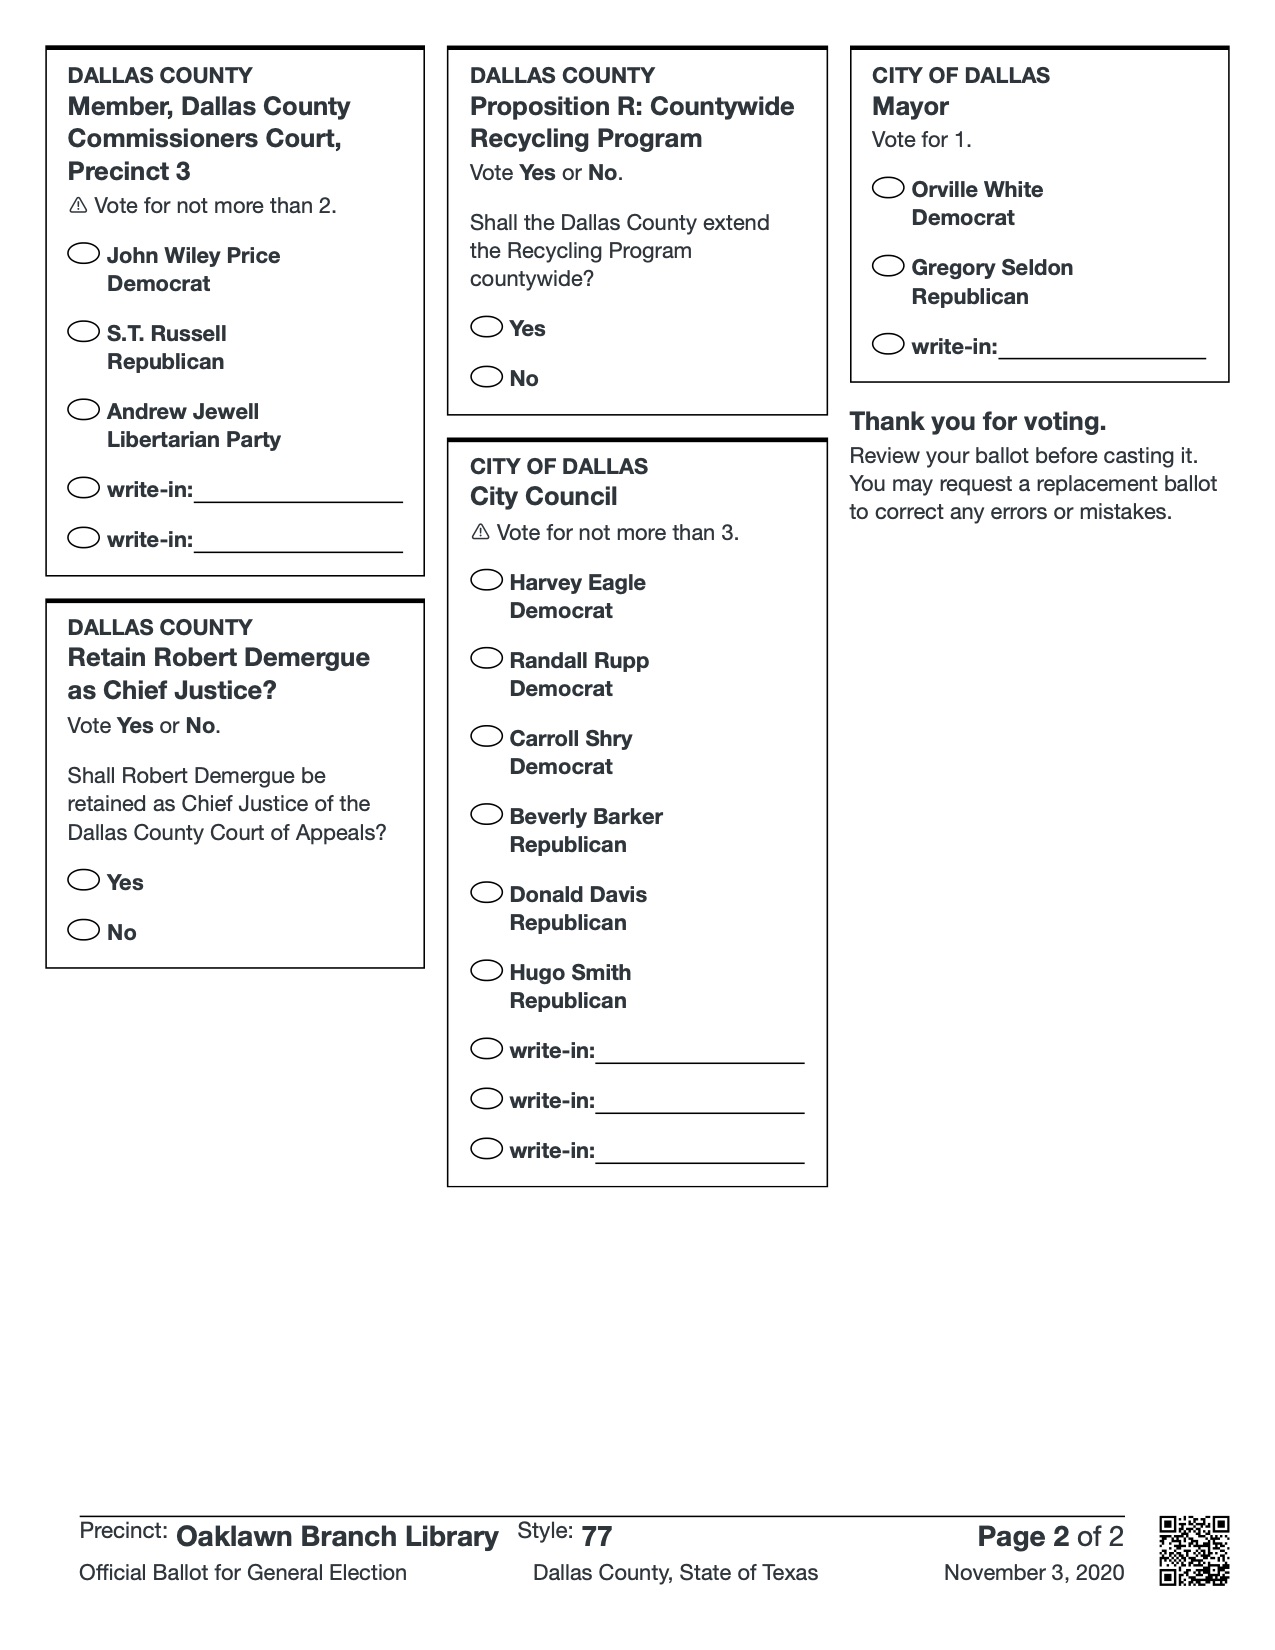 DALLAS COUNTY
Member, Dallas County
Commissioners Court,
Precinct 3
⚠ Vote for not more than 2.
John Wiley Price
Democrat
S.T. Russell
Republican
Andrew Jewell
Libertarian Party
write-in:
write-in:
DALLAS COUNTY
Retain Robert Demergue
as Chief Justice?
Vote Yes or No.
Shall Robert Demergue be
retained as Chief Justice of the
Dallas County Court of Appeals?
Yes
No
DALLAS COUNTY
Proposition R: Countywide
Recycling Program
Vote Yes or No.
Shall the Dallas County extend
the Recycling Program
countywide?
Yes
No
CITY OF DALLAS
City Council
⚠ Vote for not more than 3.
Harvey Eagle
Democrat
Randall Rupp
Democrat
Carroll Shry
Democrat
Beverly Barker
Republican
Donald Davis
Republican
Hugo Smith
Republican
write-in:
write-in:
write-in:
CITY OF DALLAS
Mayor
Vote for 1.
Orville White
Democrat
Gregory Seldon
Republican
write-in:
Thank you for voting.
Review your ballot before casting it.
You may request a replacement ballot
to correct any errors or mistakes.
Precinct: Oaklawn Branch Library Style: 77 Page 2 of 2
Official Ballot for General Election Dallas County, State of Texas November 3, 2020